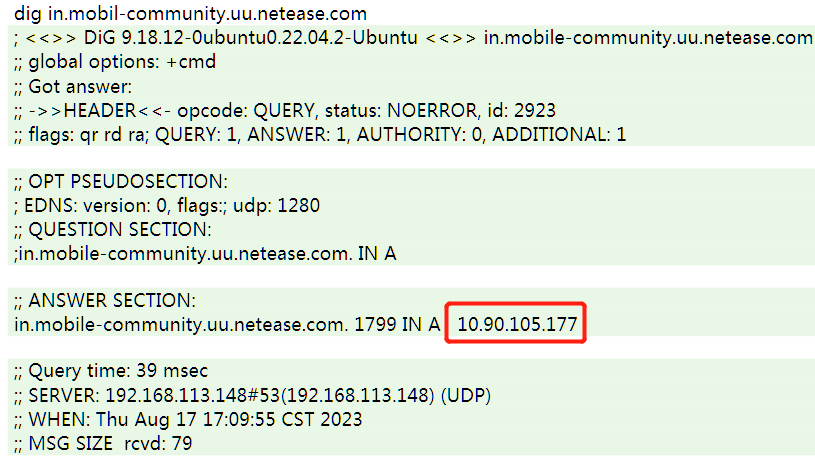 dig in.mobil-community.uu.netease.com
; <<>> DiG 9.18.12-0ubuntu0.22.04.2-Ubuntu <<>> in.mobile-community.uu.netease.com
;; global options: +cmd
;; Got answer:
;; ->>HEADER<<- opcode: QUERY, status: NOERROR, id: 2923
;; flags: qr rd ra; QUERY: 1, ANSWER: 1, AUTHORITY: 0, ADDITIONAL: 1
;; OPT PSEUDOSECTION:
; EDNS: version: 0, flags:; udp: 1280
;; QUESTION SECTION:
;in.mobile-community.uu.netease.com. IN A
;; ANSWER SECTION:
in.mobile-community.uu.netease.com. 1799 IN A 10.90.105.177
;; Query time: 39 msec
;; SERVER: 192.168.113.148#53(192.168.113.148) (UDP)
;; WHEN: Thu Aug 17 17:09:55 CST 2023
;; MSG SIZE rcvd: 79